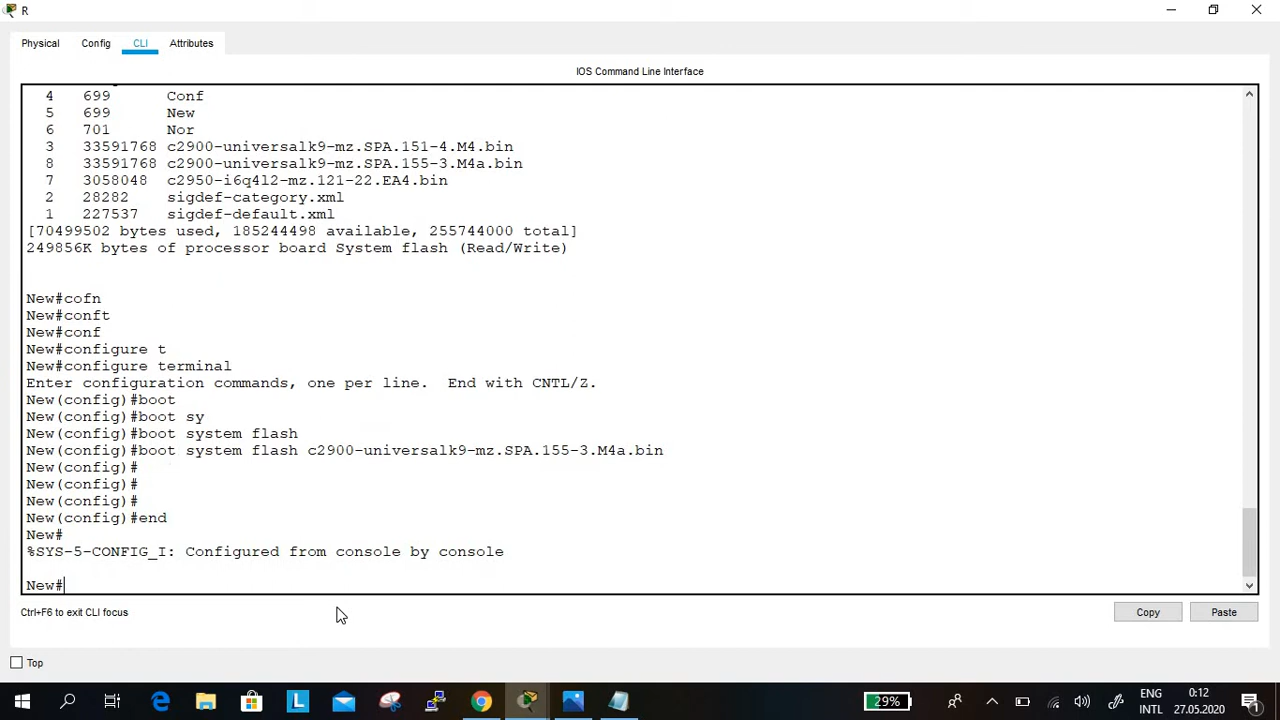 R
Physical Config CLI Attributes
IOS Command Line Interface
4 699 Conf
5 699 New
6 701 Nor
3 33591768 c2900-universalk9-mz.SPA.151-4.M4.bin
8 33591768 c2900-universalk9-mz.SPA.155-3.M4a.bin
7 3058048 c2950-i6q4l2-mz.121-22.EA4.bin
2 28282 sigdef-category.xml
1 227537 sigdef-default.xml
[70499502 bytes used, 185244498 available, 255744000 total]
249856K bytes of processor board System flash (Read/Write)
New#cofn
New#conft
New#conf
New#configure t
New#configure terminal
Enter configuration commands, one per line. End with CNTL/Z.
New(config)#boot
New(config)#boot sy
New(config)#boot system flash
New(config)#boot system flash c2900-universalk9-mz.SPA.155-3.M4a.bin
New(config)#
New(config)#
New(config)#
New(config)#end
New#
%SYS-5-CONFIG_I: Configured from console by console
New#
Ctrl+F6 to exit CLI focus
Copy Paste
Top
29%
ENG 0:12
INTL 27.05.2020
1